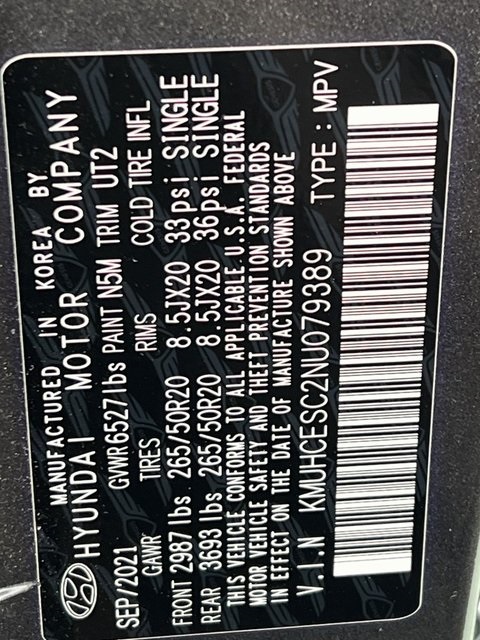 MANUFACTURED IN KOREA BY
HYUNDAI MOTOR COMPANY
SEP/2021 GVWR 6527 lbs PAINT N5M TRIM UT2
GAWR TIRES RIMS COLD TIRE INFL
FRONT 2987 lbs 265/50R20 8.5JX20 33psi SINGLE
REAR 3693 lbs 265/50R20 8.5JX20 36psi SINGLE
THIS VEHICLE CONFORMS TO ALL APPLICABLE U.S.A. FEDERAL
MOTOR VEHICLE SAFETY AND THEFT PREVENTION STANDARDS
IN EFFECT ON THE DATE OF MANUFACTURE SHOWN ABOVE
V.I.N KMUHCESC2NU079389 TYPE : MPV